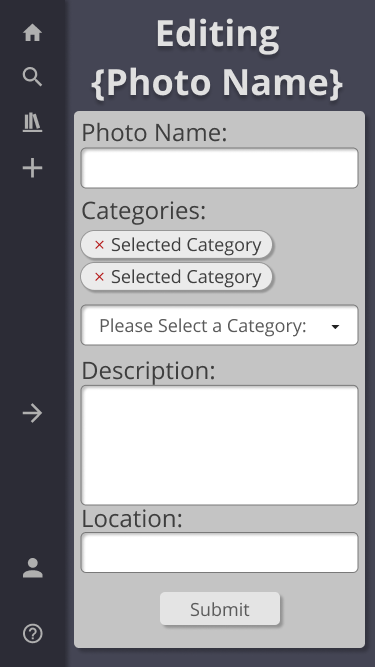 Editing
{Photo Name}
Photo Name:
Categories:
× Selected Category
× Selected Category
Please Select a Category:
Description:
Location:
Submit